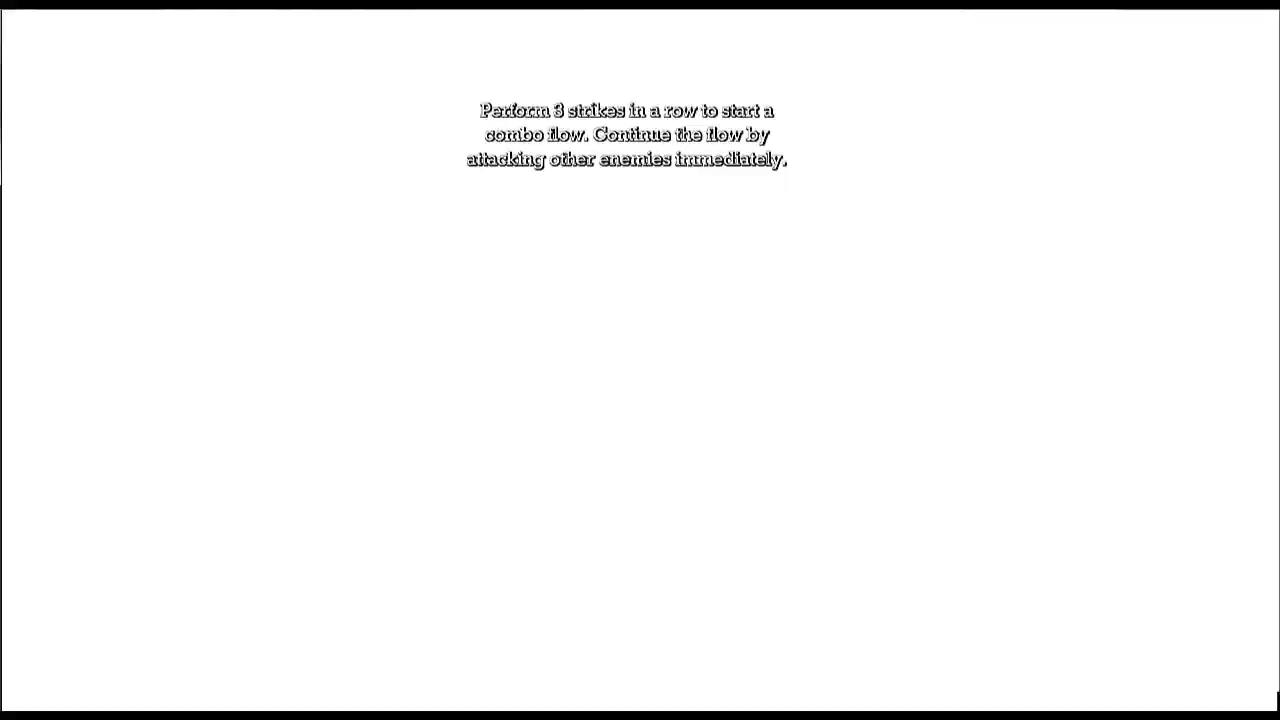 Perform 3 strikes in a row to start a
combo flow. Continue the flow by
attacking other enemies immediately.